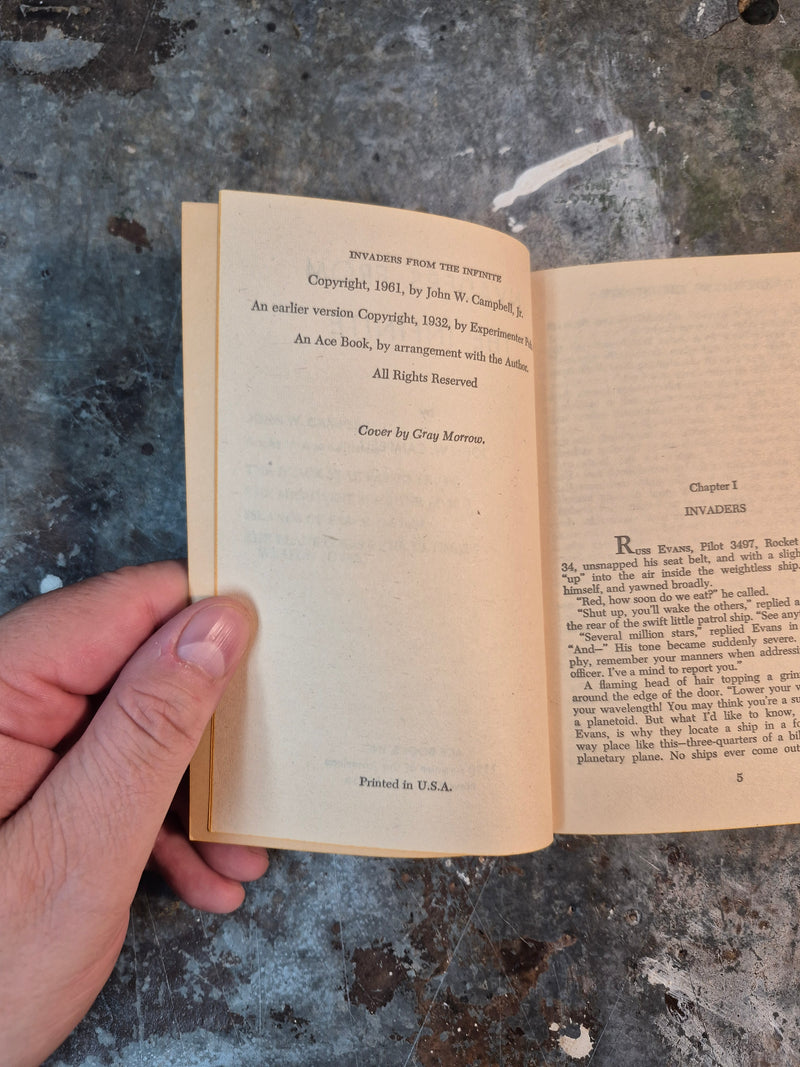 INVADERS FROM THE INFINITE
Copyright, 1961, by John W. Campbell, Jr.
An earlier version Copyright, 1932, by Experimenter
An Ace Book, by arrangement with the Author.
All Rights Reserved
Cover by Gray Morrow.
Printed in U.S.A.
Chapter I
INVADERS
RUSS EVANS, Pilot 3497, Rocket
34, unsnapped his seat belt, and with a
"up" into the air inside the weightless ship.
himself, and yawned broadly.
"Red, how soon do we eat?" he called.
"Shut up, you'll wake the others," replied
the rear of the swift little patrol ship. "See
"Several million stars," replied Evans in
"And—" His tone became suddenly severe.
phy, remember your manners when
officer. I've a mind to report you."
A flaming head of hair topping a
around the edge of the door. "Lower your
your wavelength! You may think you're a
a planetoid. But what I'd like to know,
Evans, is why they locate a ship in a
way place like this—three-quarters of a
planetary plane. No ships ever come out
5